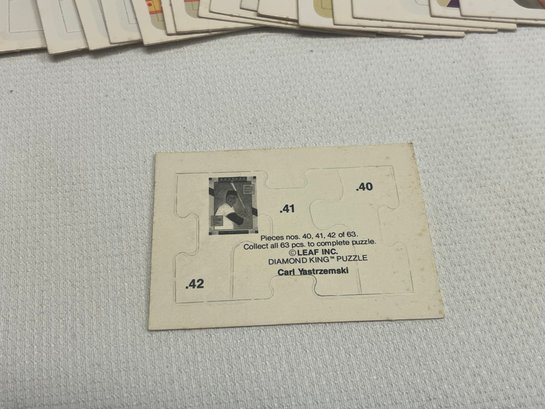 .40
.41
Pieces nos. 40, 41, 42 of 63.
Collect all 63 pcs. to complete puzzle.
©LEAF INC.
DIAMOND KING™ PUZZLE
Carl Yastrzemski
.42